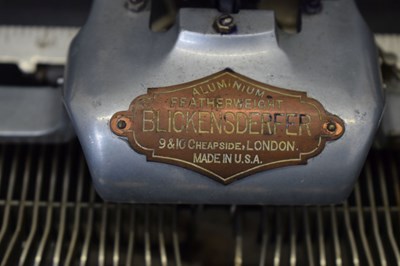 ALUMINIUM
FEATHERWEIGHT
BLICKENSDERFER
9 & 10 CHEAPSIDE, LONDON.
MADE IN U.S.A.